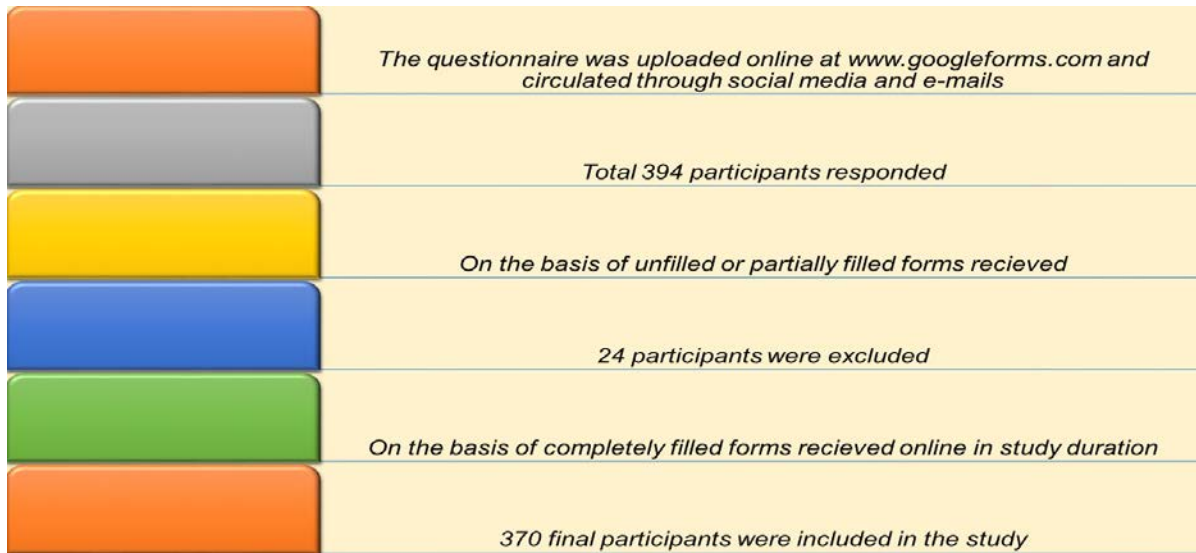 The questionnaire was uploaded online at www.googleforms.com and
circulated through social media and e-mails
Total 394 participants responded
On the basis of unfilled or partially filled forms recieved
24 participants were excluded
On the basis of completely filled forms recieved online in study duration
370 final participants were included in the study